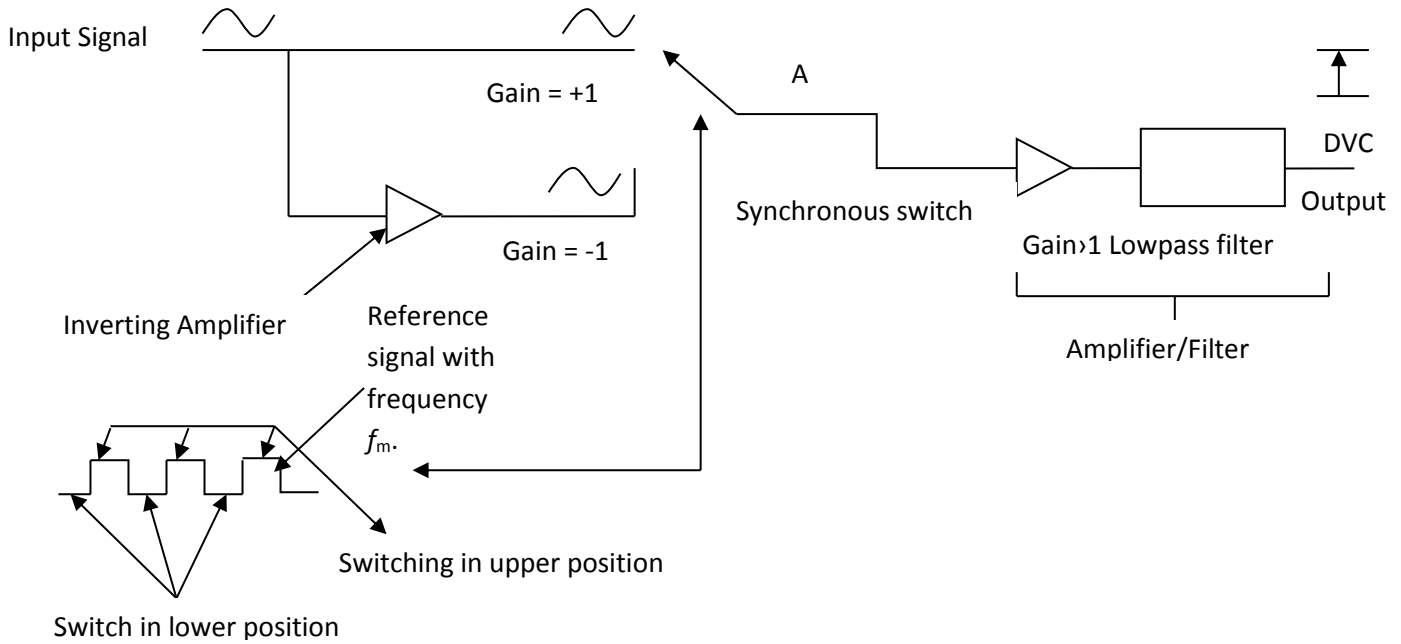 Input Signal
Gain = +1
A
DVC
Output
Synchronous switch
Gain = -1
Gain›1 Lowpass filter
Inverting Amplifier
Amplifier/Filter
Reference
signal with
frequency
fm.
Switching in upper position
Switch in lower position